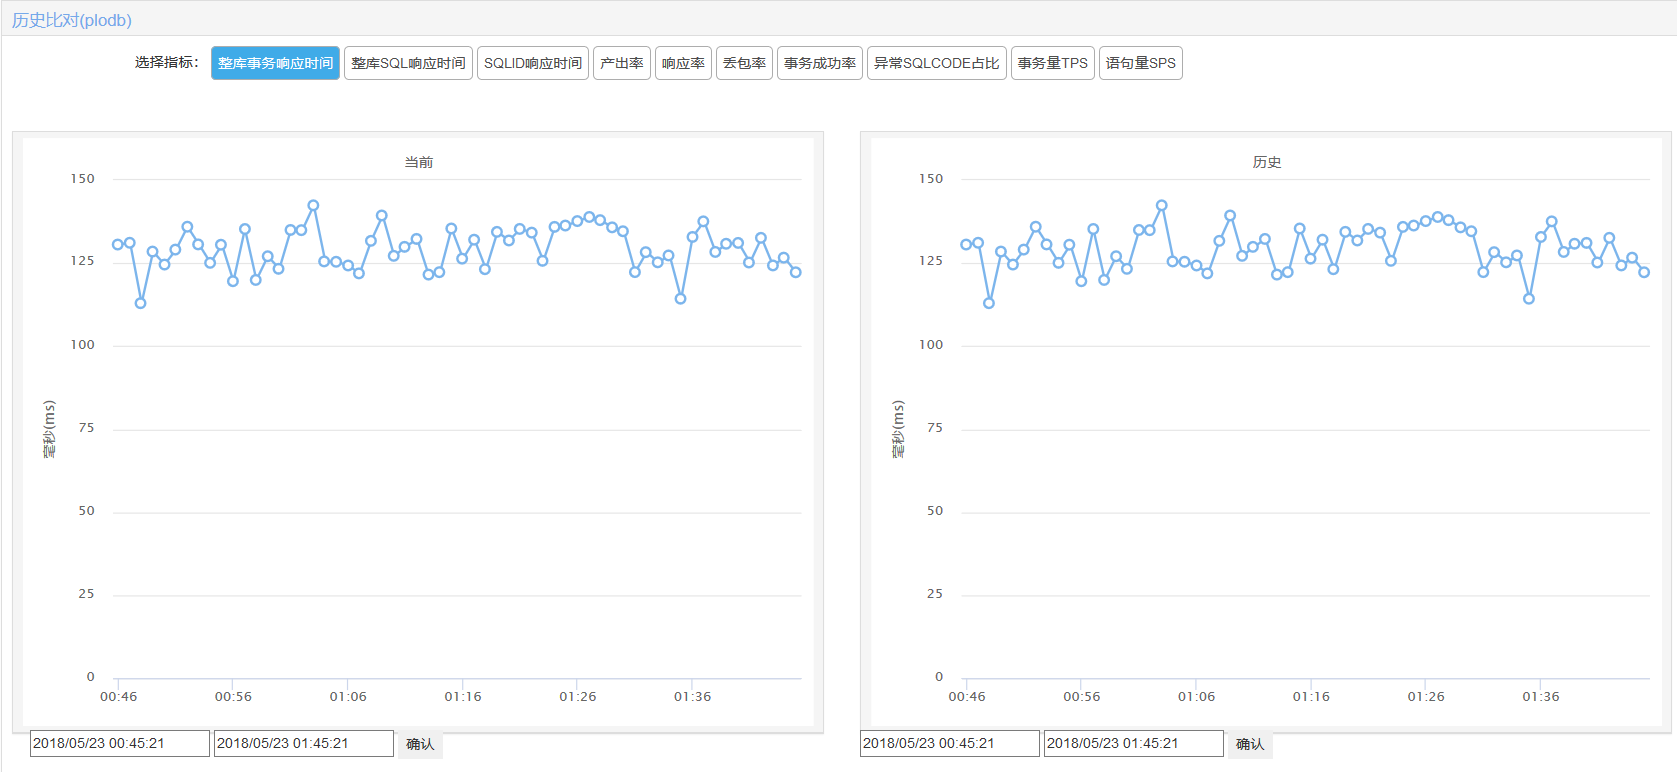 历史比对(plodb)
选择指标： 整库事务响应时间 整库SQL响应时间 SQLID响应时间 产出率 响应率 丢包率 事务成功率 异常SQLCODE占比 事务量TPS 语句量SPS
当前
150
125
100
75
50
25
0
毫秒(ms)
00:46 00:56 01:06 01:16 01:26 01:36
2018/05/23 00:45:21 2018/05/23 01:45:21 确认
历史
150
125
100
75
50
25
0
毫秒(ms)
00:46 00:56 01:06 01:16 01:26 01:36
2018/05/23 00:45:21 2018/05/23 01:45:21 确认